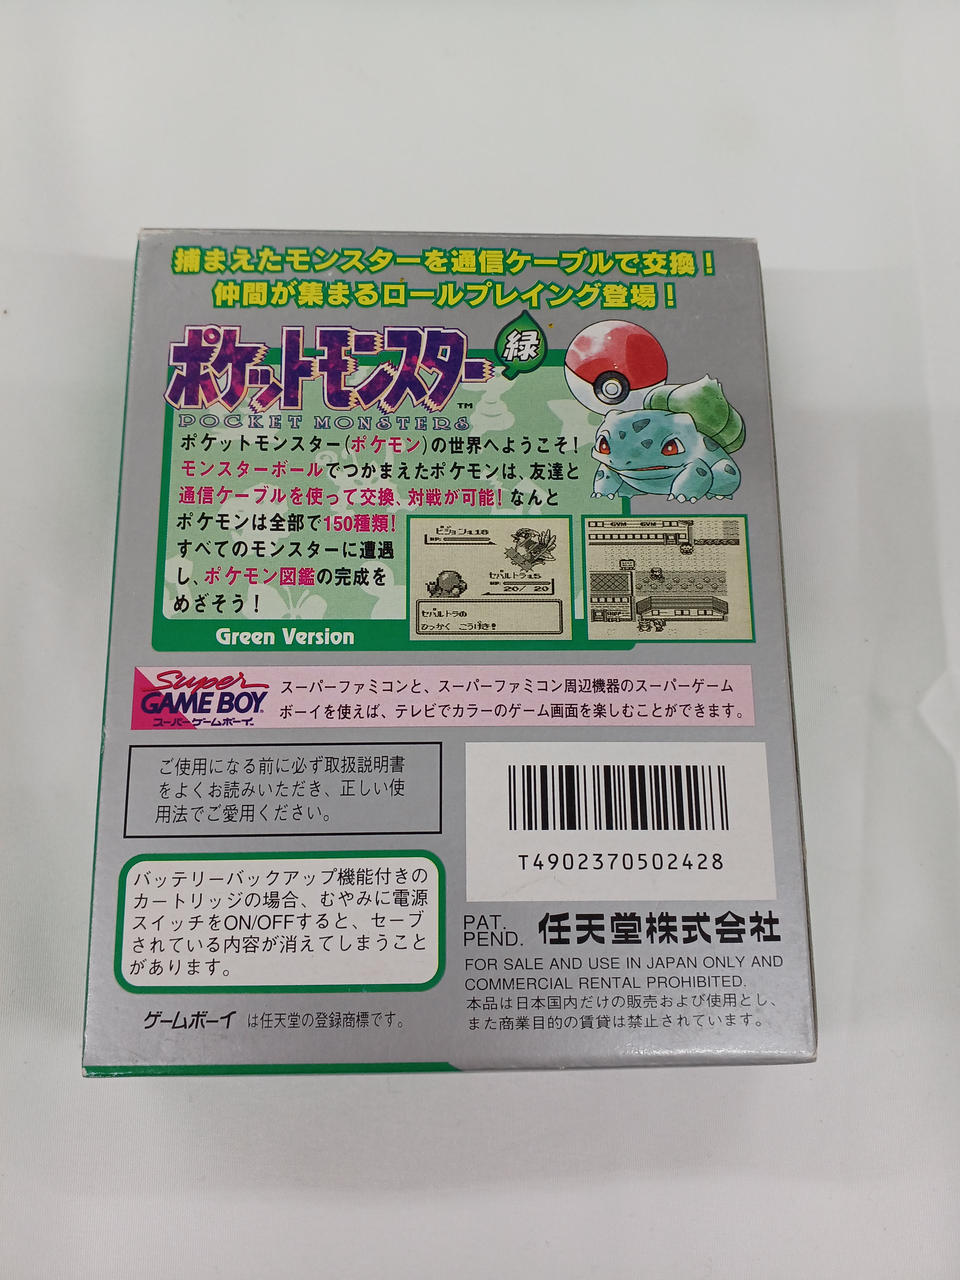 捕まえたモンスターを通信ケーブルで交換！
仲間が集まるロールプレイング登場！
ポケットモンスター 緑
TM
POCKET MONSTERS
ポケットモンスター(ポケモン)の世界へようこそ！
モンスターボールでつかまえたポケモンは、友達と
通信ケーブルを使って交換、対戦が可能！なんと
ポケモンは全部で150種類！
すべてのモンスターに遭遇
し、ポケモン図鑑の完成を
めざそう！
Green Version
HP:
HP:
20/ 20
ひっかく こうげき！
GYM GYM
Super
GAME BOY
スーパーゲームボーイ
スーパーファミコンと、スーパーファミコン周辺機器のスーパーゲーム
ボーイを使えば、テレビでカラーのゲーム画面を楽しむことができます。
ご使用になる前に必ず取扱説明書
をよくお読みいただき、正しい使
用法でご愛用ください。
T4902370502428
バッテリーバックアップ機能付きの
カートリッジの場合、むやみに電源
スイッチをON/OFFすると、セーブ
されている内容が消えてしまうこと
があります。
PAT.
PEND. 任天堂株式会社
FOR SALE AND USE IN JAPAN ONLY AND
COMMERCIAL RENTAL PROHIBITED.
本品は日本国内だけの販売および使用とし、
また商業目的の賃貸は禁止されています。
ゲームボーイ は任天堂の登録商標です。